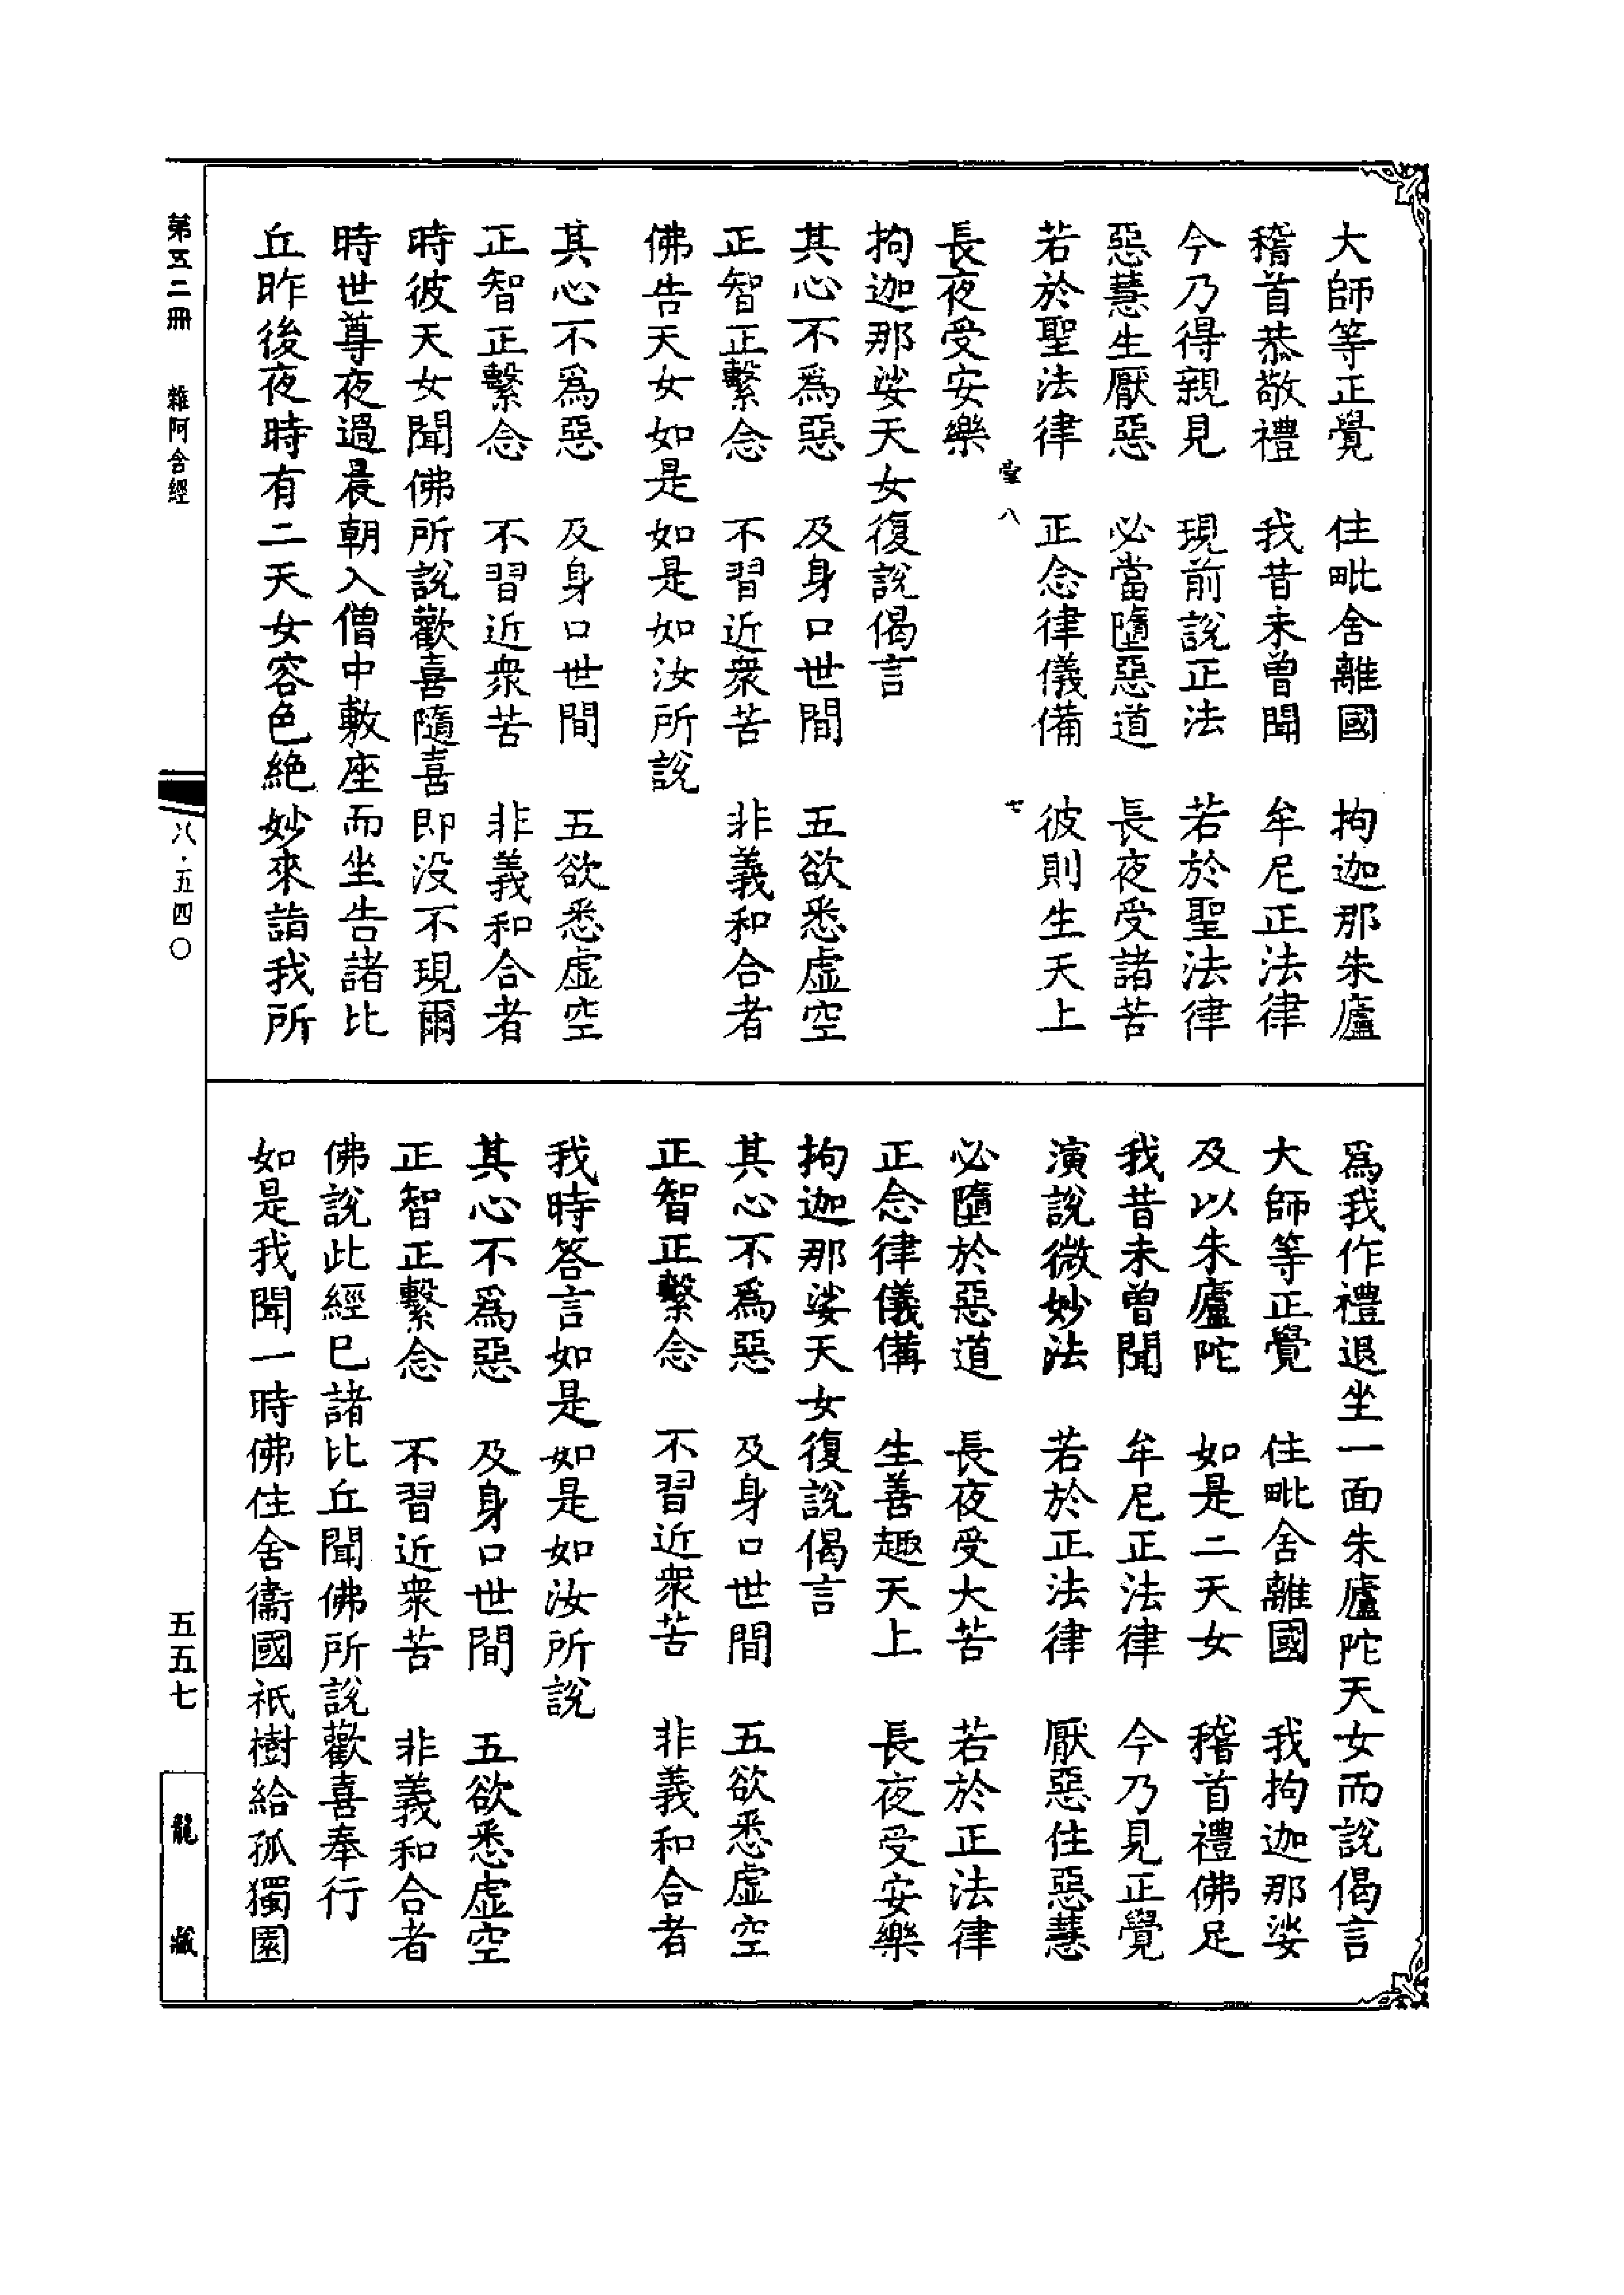 大師等正覺　住毗舍離國　拘迦那朱廬
稽首恭敬禮　我昔未曾聞　牟尼正法律
今乃得親見　現前說正法　若於聖法律
惡慧生厭惡　必當墮惡道　長夜受諸苦
若於聖法律　正念律儀備　彼則生天上
堂八　七
長夜受安樂
拘迦那娑天女復說偈言
其心不爲惡　及身口世間　五欲悉虛空
正智正繫念　不習近衆苦　非義和合者
佛告天女如是如是如汝所說
其心不爲惡　及身口世間　五欲悉虛空
正智正繫念　不習近衆苦　非義和合者
時彼天女聞佛所說歡喜隨喜即没不現爾
時世尊夜過晨朝入僧中敷座而坐告諸比
丘昨後夜時有二天女容色絶妙來詣我所
爲我作禮退坐一面朱廬陀天女而說偈言
大師等正覺　住毗舍離國　我拘迦那娑
及以朱廬陀　如是二天女　稽首禮佛足
我昔未曾聞　牟尼正法律　今乃見正覺
演說微妙法　若於正法律　厭惡住惡慧
必墮於惡道　長夜受大苦　若於正法律
正念律儀備　生善趣天上　長夜受安樂
拘迦那娑天女復說偈言
其心不爲惡　及身口世間　五欲悉虛空
正智正繫念　不習近衆苦　非義和合者
我時答言如是如是如汝所說
其心不爲惡　及身口世間　五欲悉虛空
正智正繫念　不習近衆苦　非義和合者
佛說此經已諸比丘聞佛所說歡喜奉行
如是我聞一時佛住舍衞國祇樹給孤獨園
第五二冊　雜阿含經
八·五四〇
五五七
龍藏